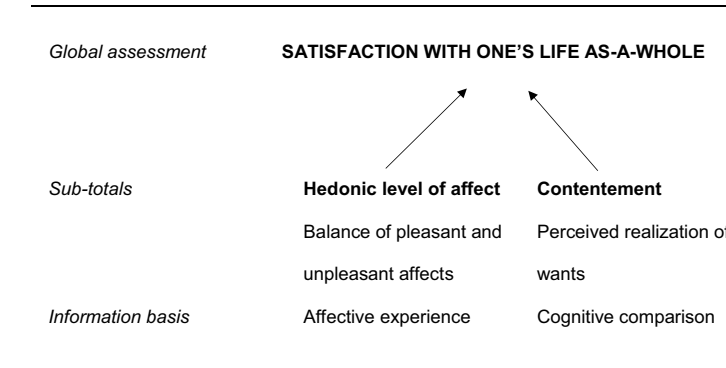 Global assessment SATISFACTION WITH ONE'S LIFE AS-A-WHOLE
Sub-totals Hedonic level of affect Contentement
Balance of pleasant and Perceived realization of
unpleasant affects wants
Information basis Affective experience Cognitive comparison